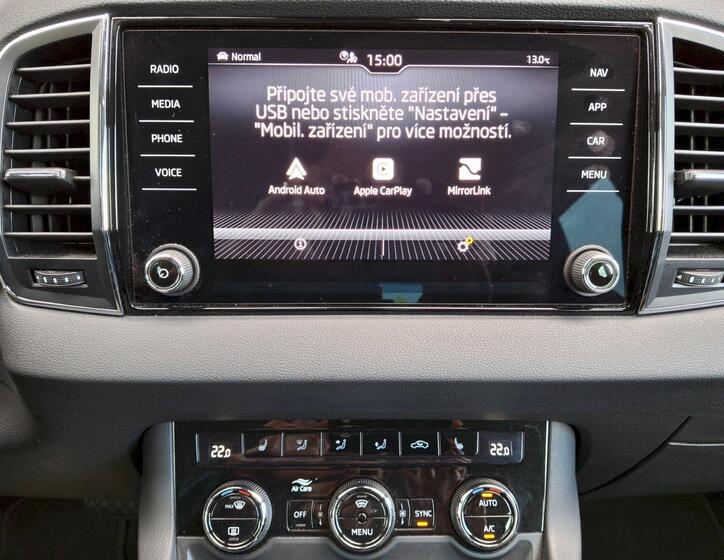 Normal
15:00
13.0°C
RADIO
MEDIA
PHONE
VOICE
Připojte své mob. zařízení přes
USB nebo stiskněte "Nastavení" –
"Mobil. zařízení" pro více možností.
Android Auto
Apple CarPlay
MirrorLink
NAV
APP
CAR
MENU
22.0
22.0
Air Care
MAX
OFF
MENU
SYNC
AUTO
A/C